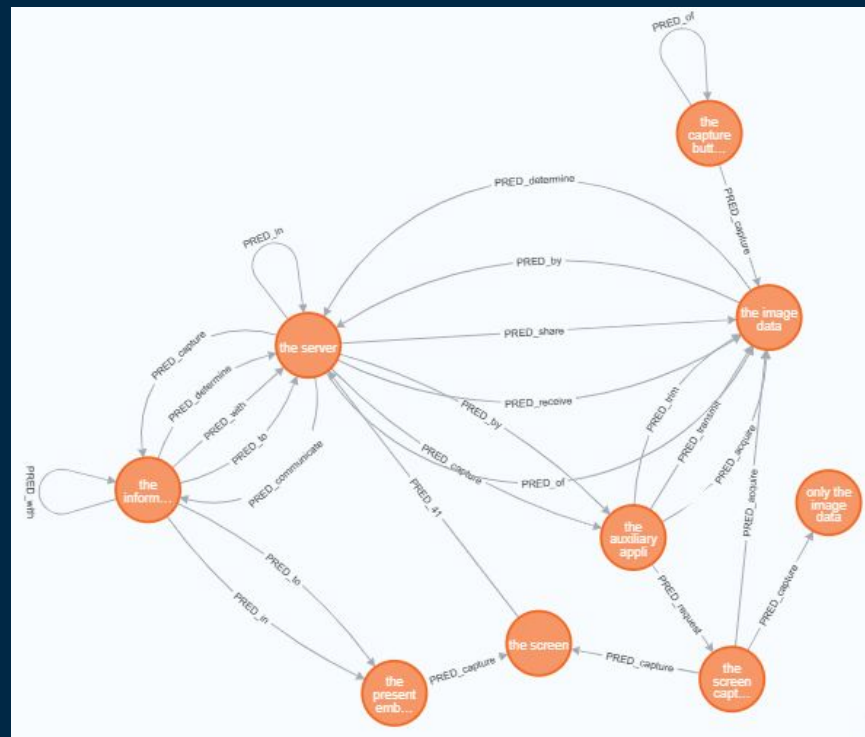 PRED_of
the
capture
butt...
PRED_capture
PRED_determine
PRED_in
PRED_by
the image
data
the server
PRED_share
PRED_capture
PRED_determine
PRED_with
PRED_to
PRED_communicate
PRED_receive
PRED_by
PRED_trim
PRED_transmit
PRED_acquire
PRED_capture
PRED_of
PRED_acquire
PRED_with
the
inform...
PRED_41
only the
image
data
the
auxiliary
appli
PRED_to
PRED_in
PRED_request
PRED_capture
the screen
PRED_capture
PRED_capture
the
present
emb...
the
screen
capt...